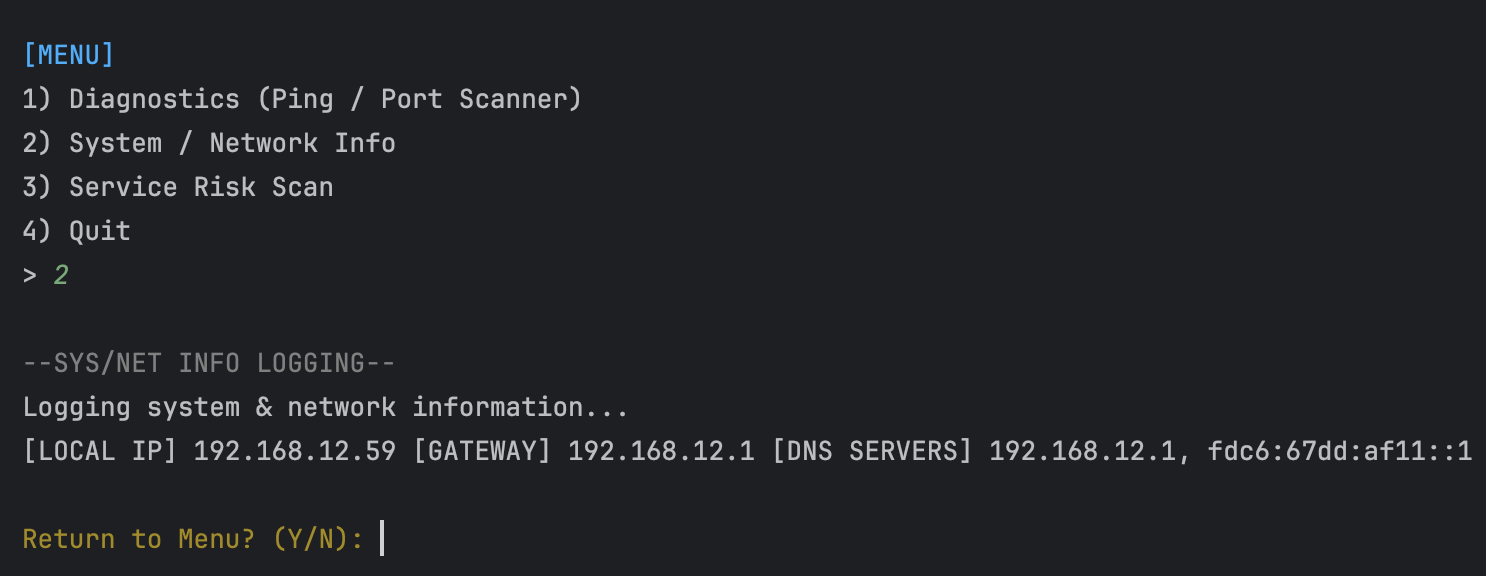 [MENU]
1) Diagnostics (Ping / Port Scanner)
2) System / Network Info
3) Service Risk Scan
4) Quit
> 2
--SYS/NET INFO LOGGING--
Logging system & network information...
[LOCAL IP] 192.168.12.59 [GATEWAY] 192.168.12.1 [DNS SERVERS] 192.168.12.1, fdc6:67dd:af11::1
Return to Menu? (Y/N):